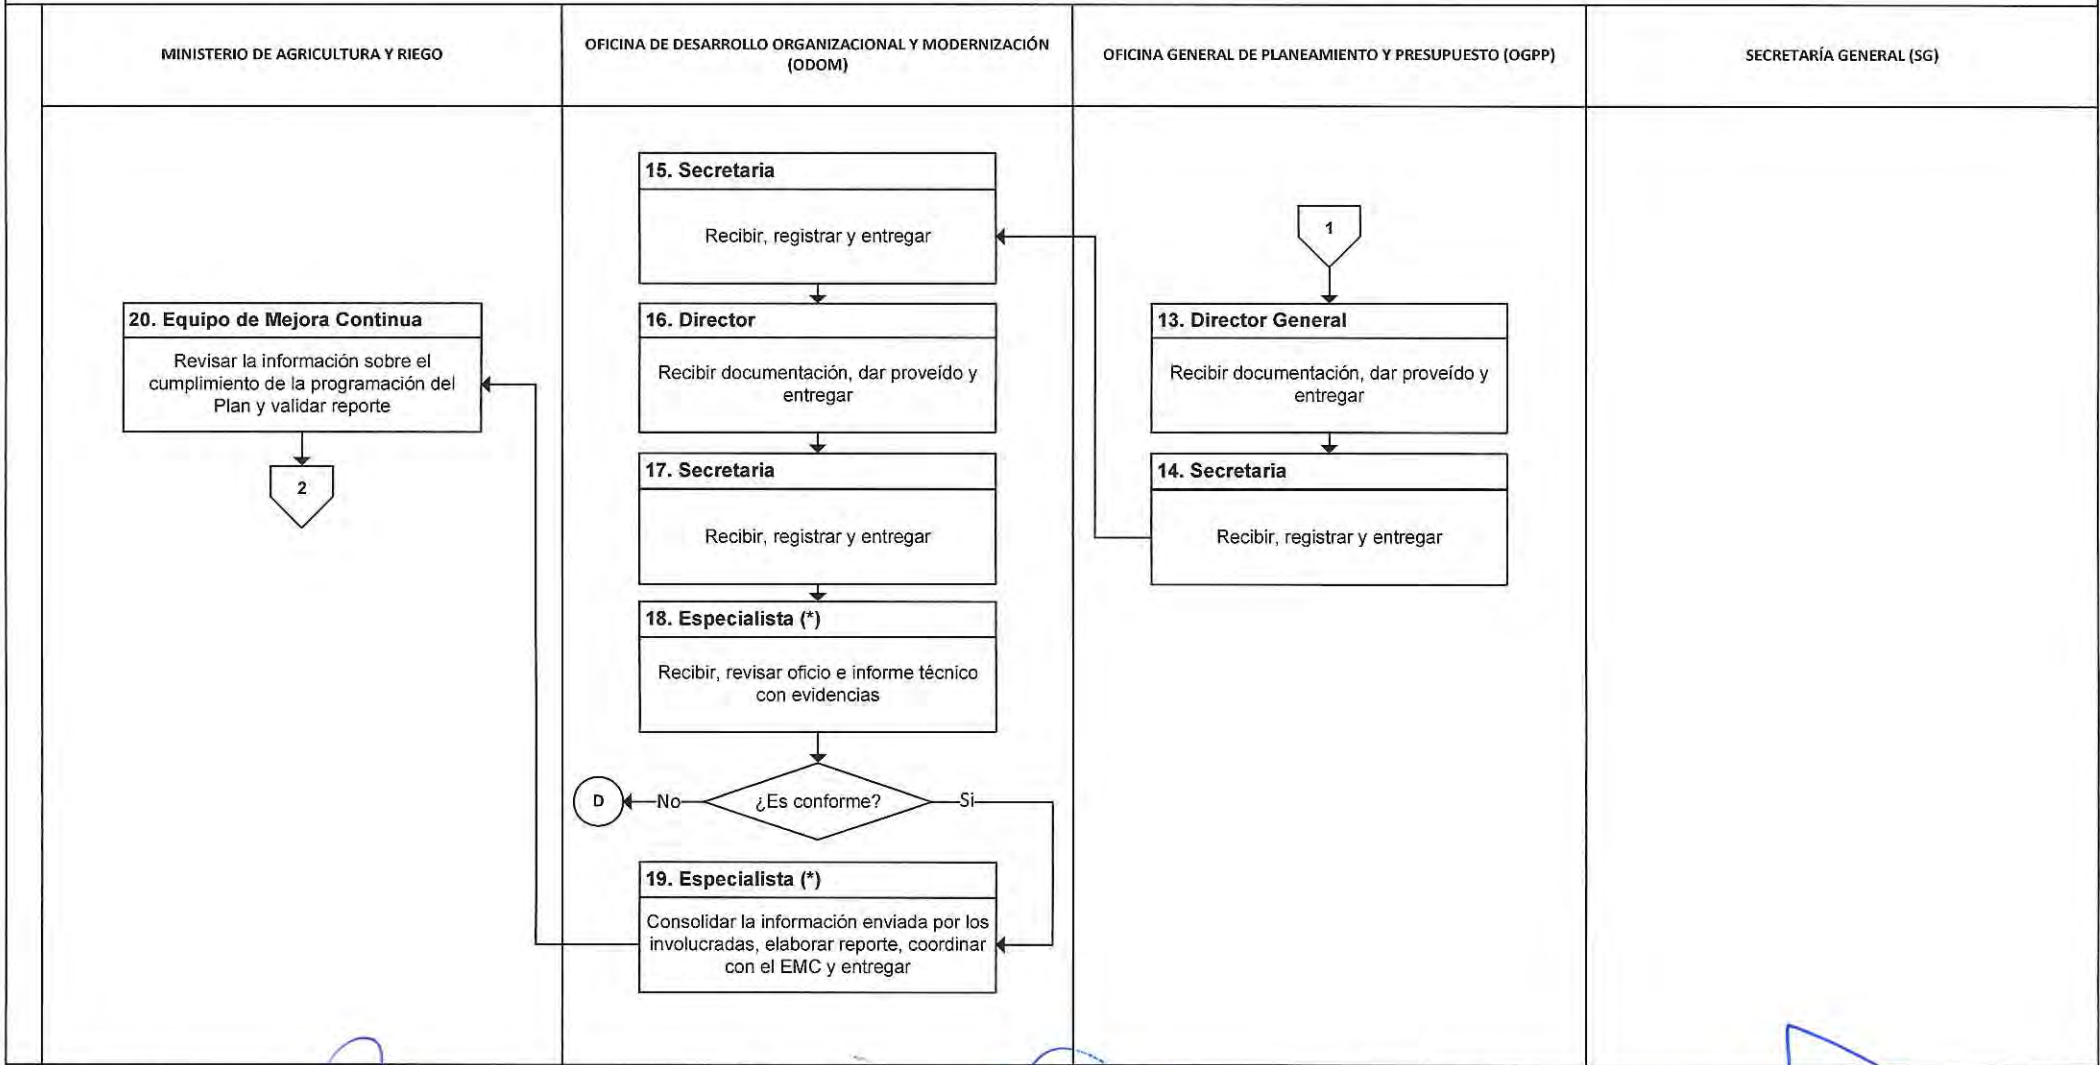 MINISTERIO DE AGRICULTURA Y RIEGO
OFICINA DE DESARROLLO ORGANIZACIONAL Y MODERNIZACIÓN
(ODOM)
OFICINA GENERAL DE PLANEAMIENTO Y PRESUPUESTO (OGPP)
SECRETARÍA GENERAL (SG)
1
13. Director General
Recibir documentación, dar proveído y
entregar
14. Secretaria
Recibir, registrar y entregar
15. Secretaria
Recibir, registrar y entregar
16. Director
Recibir documentación, dar proveído y
entregar
17. Secretaria
Recibir, registrar y entregar
18. Especialista (*)
Recibir, revisar oficio e informe técnico
con evidencias
¿Es conforme?
No
D
Si
19. Especialista (*)
Consolidar la información enviada por los
involucradas, elaborar reporte, coordinar
con el EMC y entregar
20. Equipo de Mejora Continua
Revisar la información sobre el
cumplimiento de la programación del
Plan y validar reporte
2